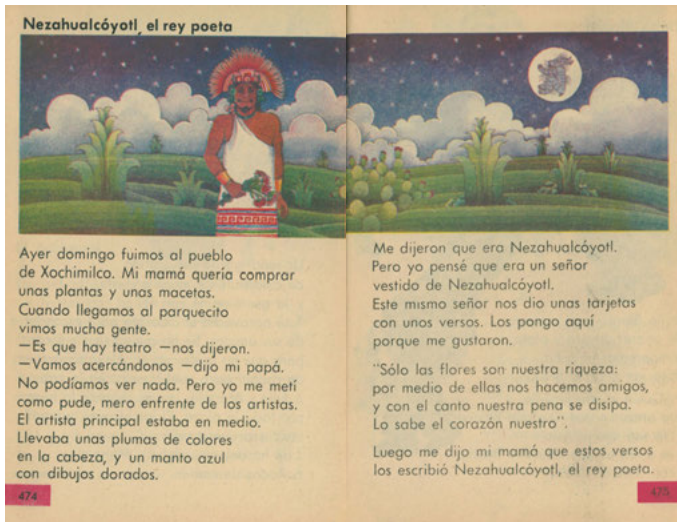 Nezahualcóyotl, el rey poeta
Ayer domingo fuimos al pueblo
de Xochimilco. Mi mamá quería comprar
unas plantas y unas macetas.
Cuando llegamos al parquecito
vimos mucha gente.
—Es que hay teatro —nos dijeron.
—Vamos acercándonos —dijo mi papá.
No podíamos ver nada. Pero yo me metí
como pude, mero enfrente de los artistas.
El artista principal estaba en medio.
Llevaba unas plumas de colores
en la cabeza, y un manto azul
con dibujos dorados.
474
Me dijeron que era Nezahualcóyotl.
Pero yo pensé que era un señor
vestido de Nezahualcóyotl.
Este mismo señor nos dio unas tarjetas
con unos versos. Los pongo aquí
porque me gustaron.
"Sólo las flores son nuestra riqueza:
por medio de ellas nos hacemos amigos,
y con el canto nuestra pena se disipa.
Lo sabe el corazón nuestro".
Luego me dijo mi mamá que estos versos
los escribió Nezahualcóyotl, el rey poeta.
475